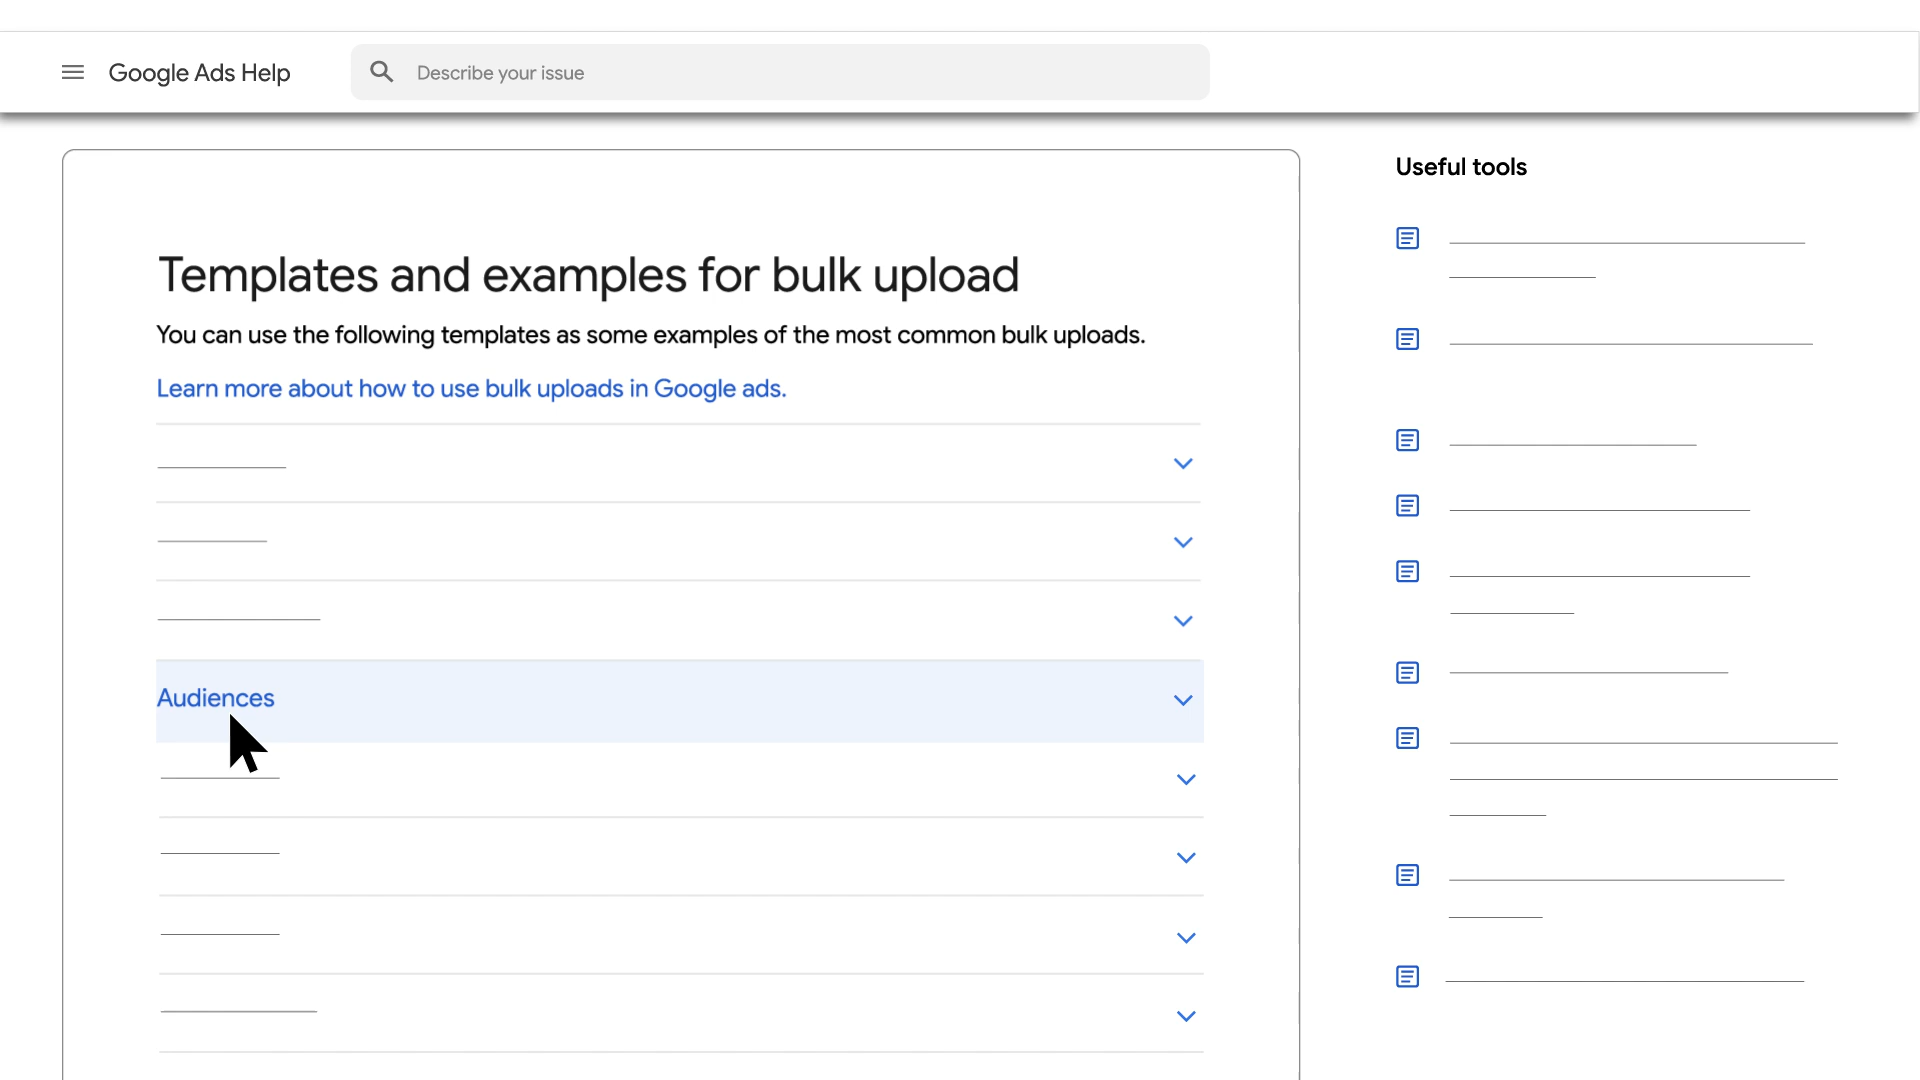 Google Ads Help
Describe your issue
Templates and examples for bulk upload
You can use the following templates as some examples of the most common bulk uploads.
Learn more about how to use bulk uploads in Google ads.
Audiences
Useful tools